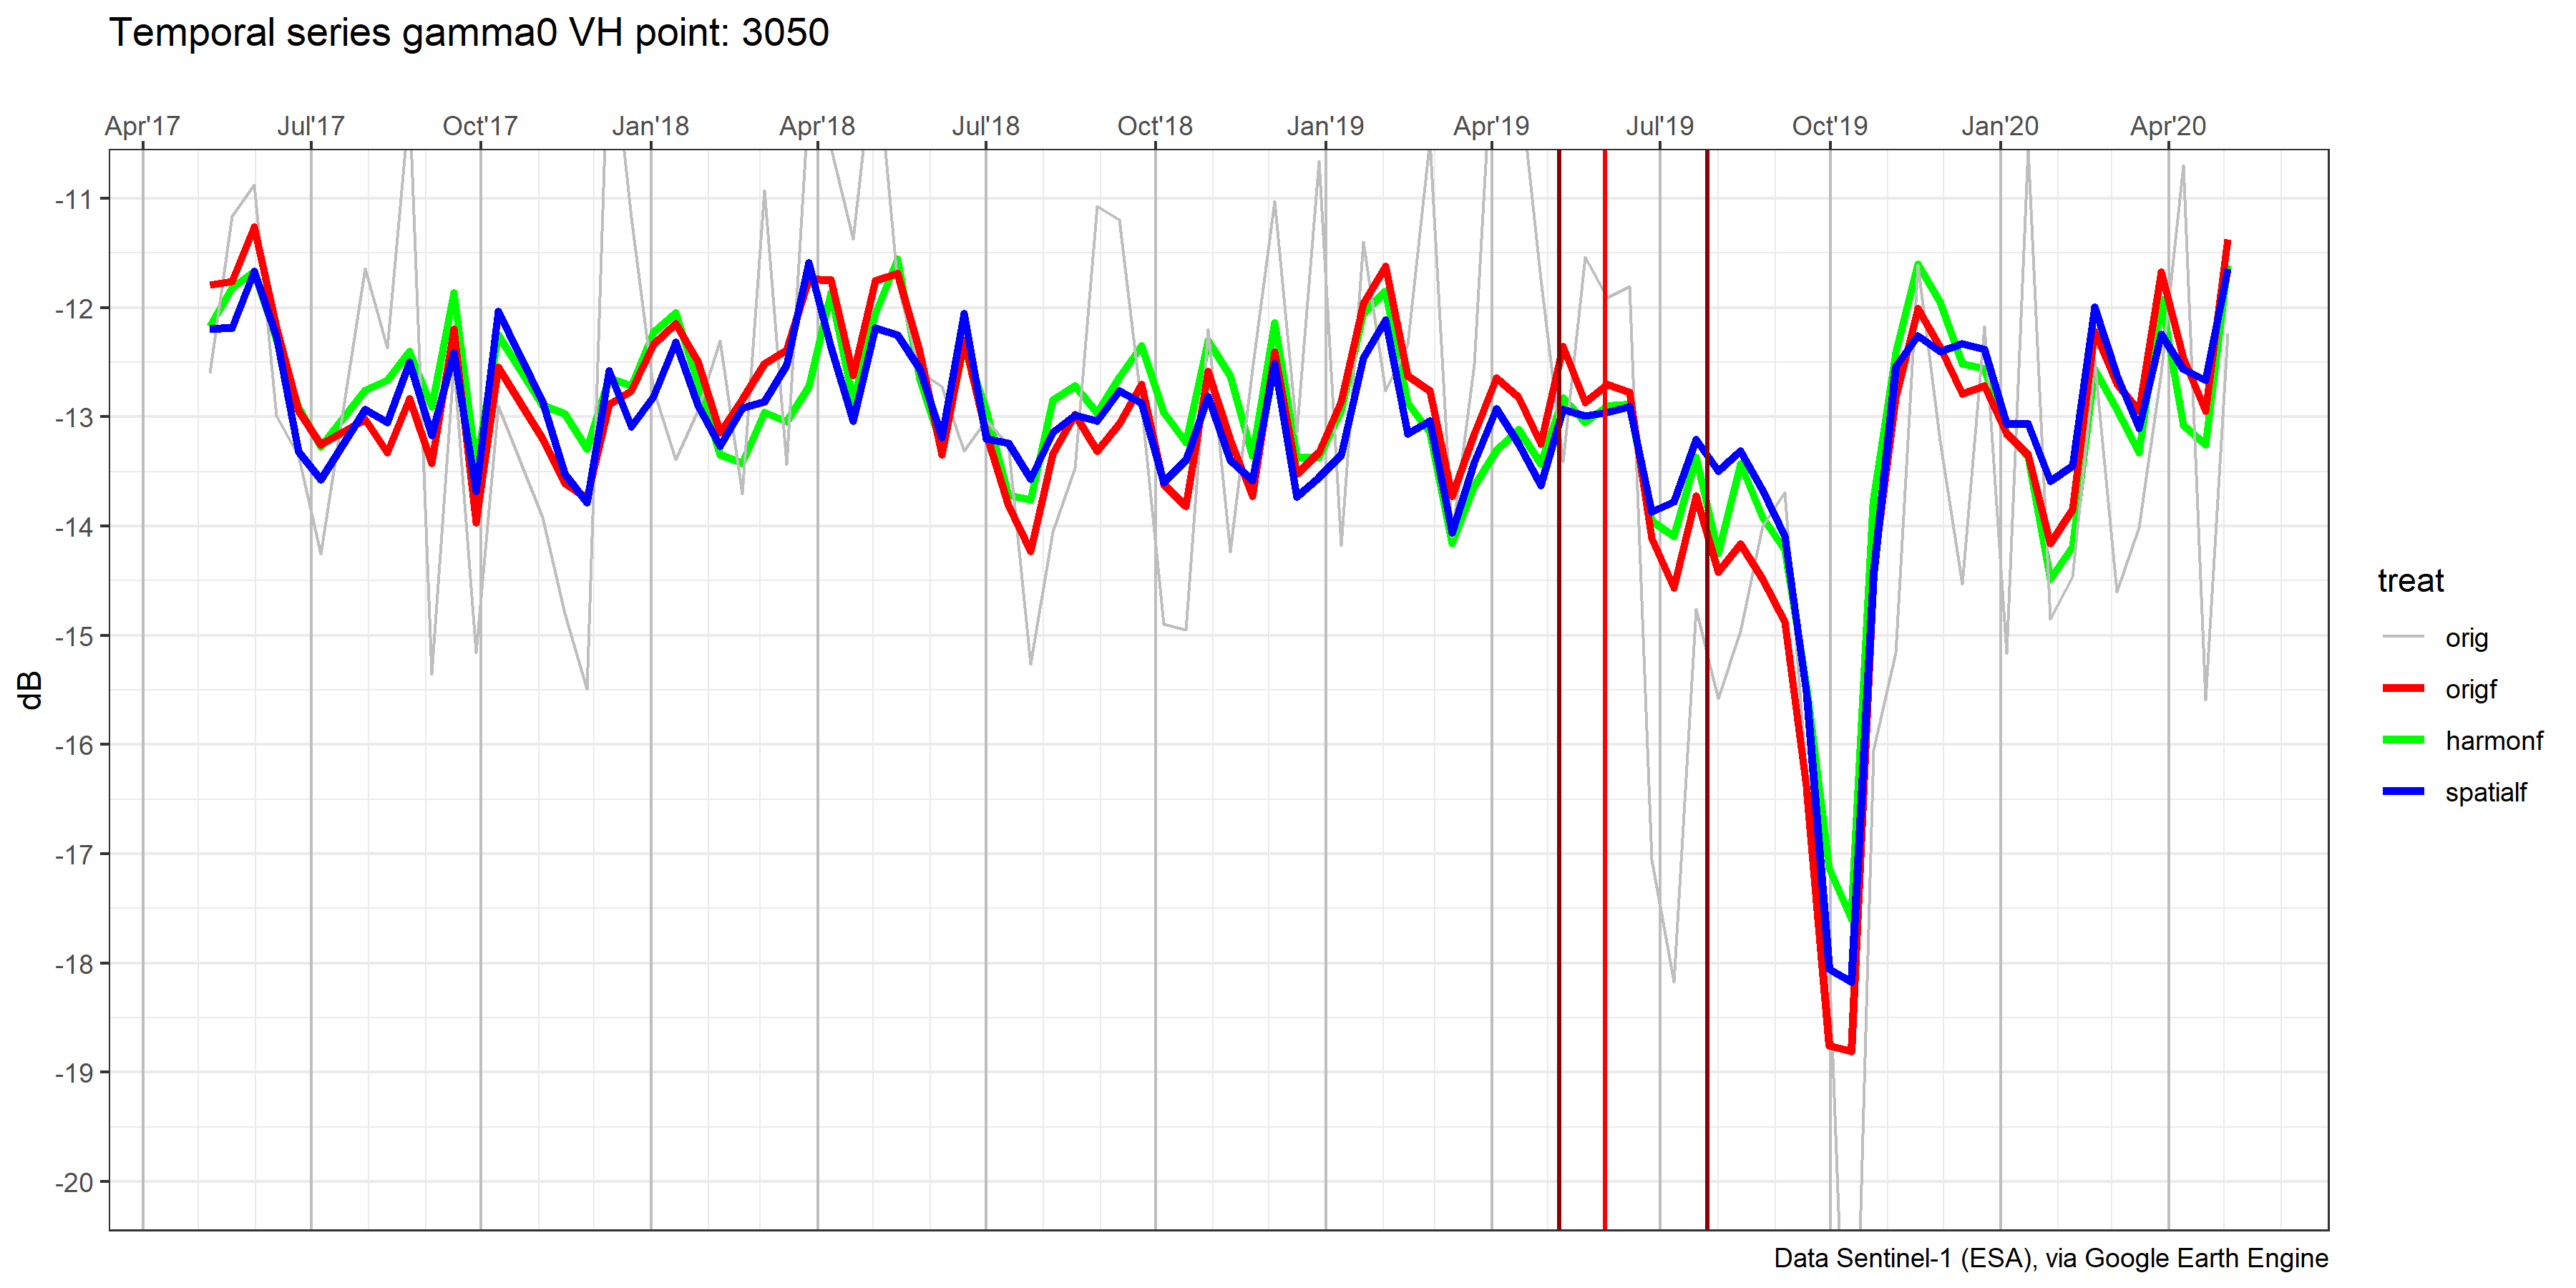 Temporal series gamma0 VH point: 3050
Apr'17 Jul'17 Oct'17 Jan'18 Apr'18 Jul'18 Oct'18 Jan'19 Apr'19 Jul'19 Oct'19 Jan'20 Apr'20
-11
-12
-13
-14
-15
-16
-17
-18
-19
-20
dB
treat
orig
origf
harmonf
spatialf
Data Sentinel-1 (ESA), via Google Earth Engine